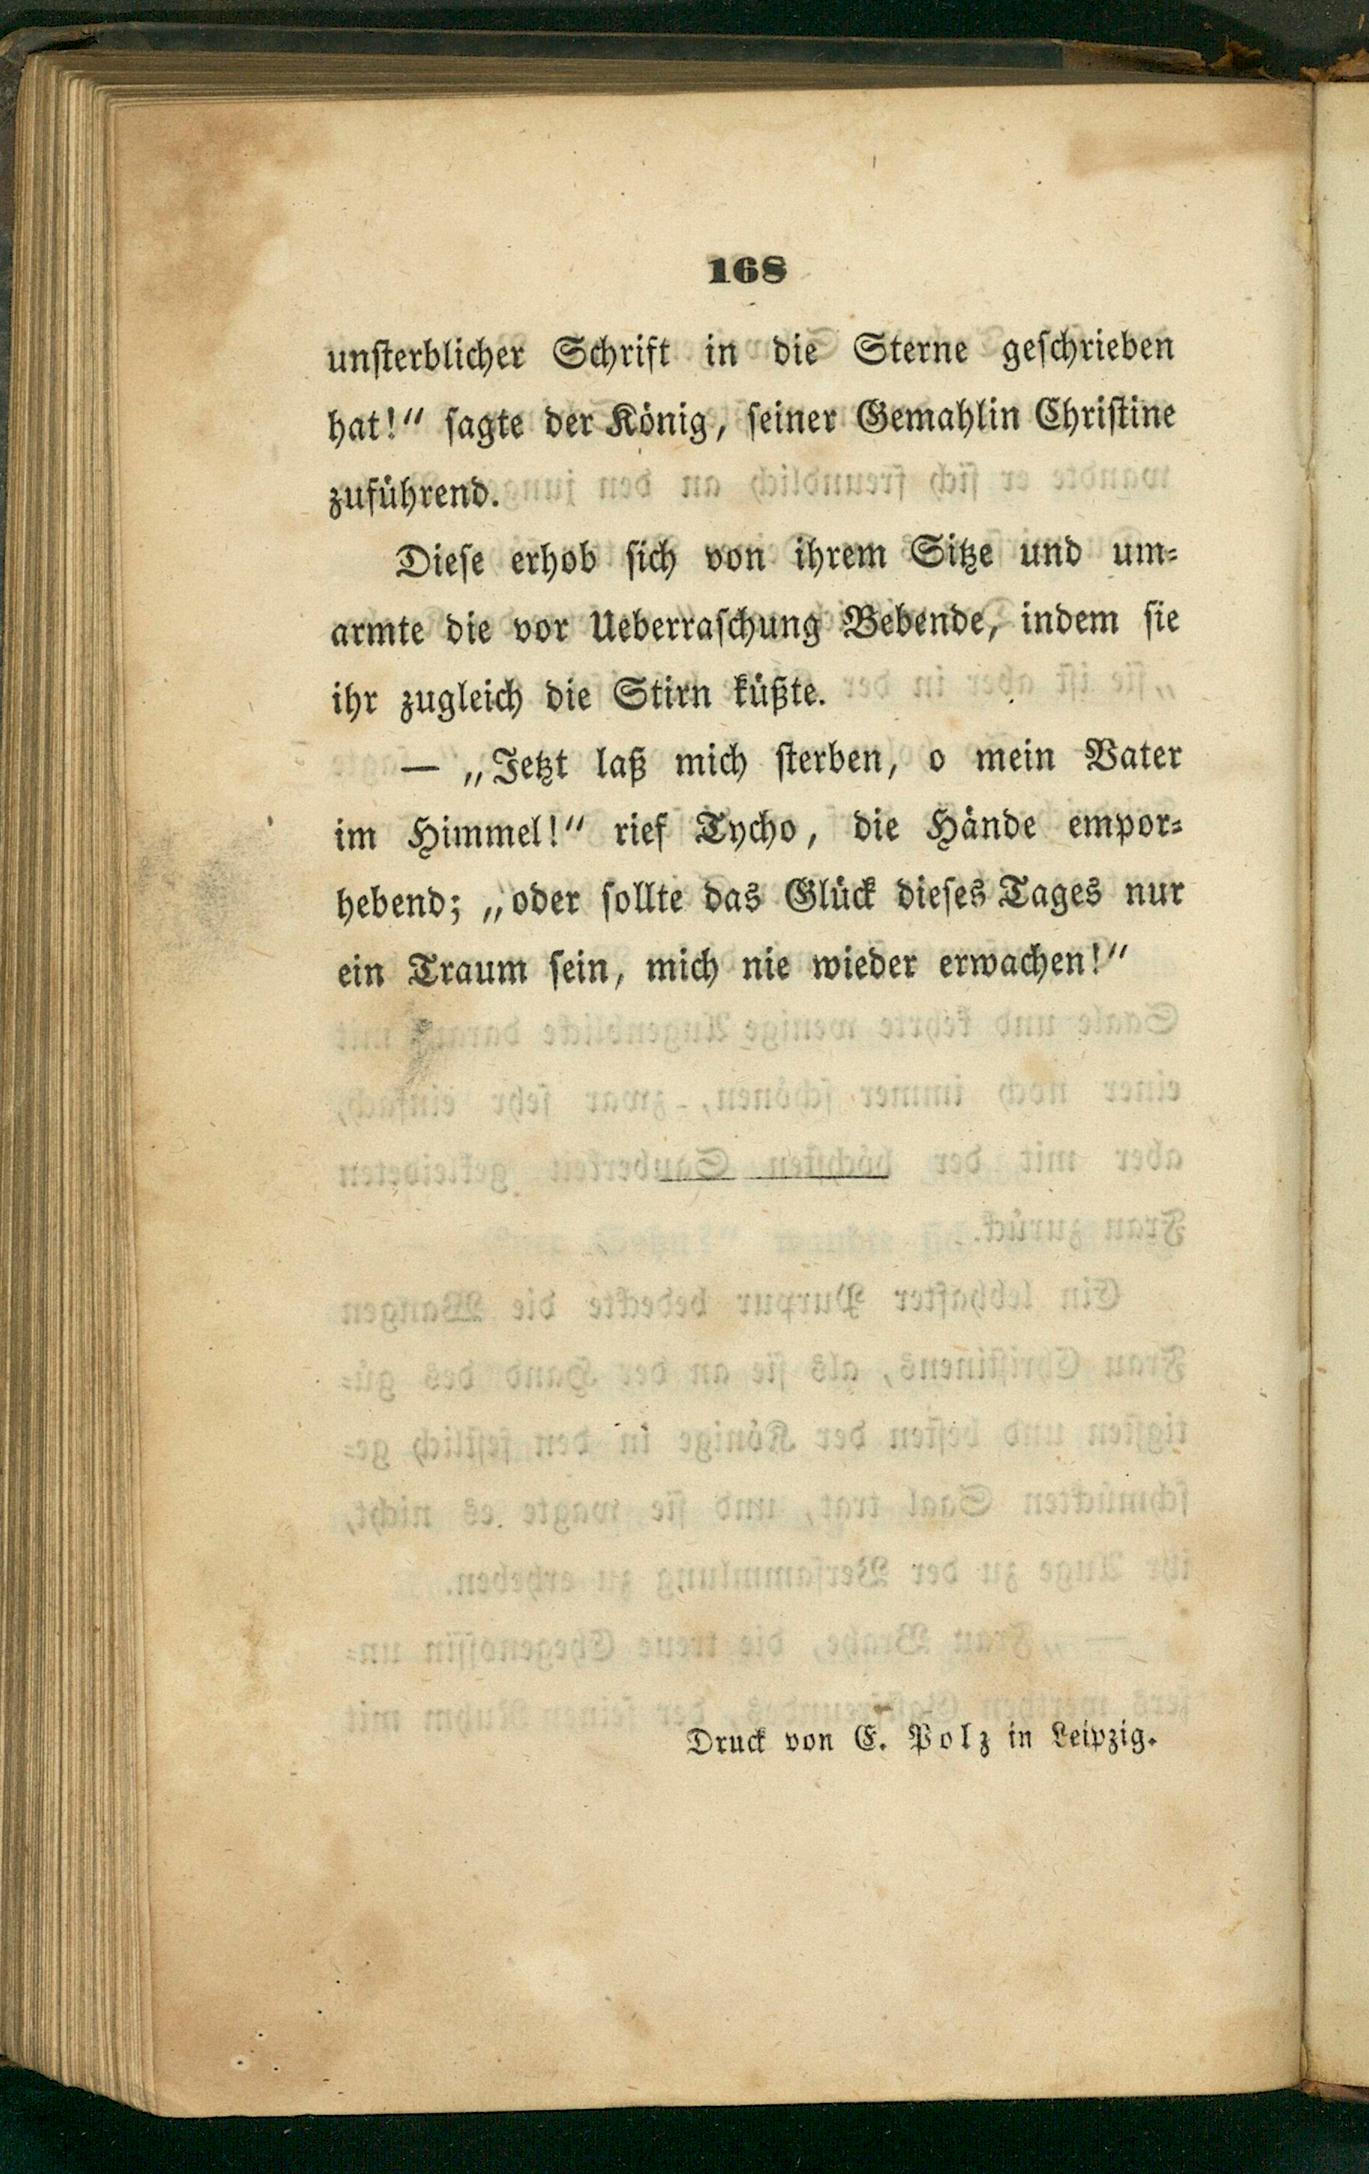 168
unsterblicher Schrift in die Sterne geschrieben
hat!“ sagte der König, seiner Gemahlin Christine
zuführend.
Diese erhob sich von ihrem Sitze und um-
armte die vor Ueberraschung Bebende, indem sie
ihr zugleich die Stirn küßte.
— „Jetzt laß mich sterben, o mein Vater
im Himmel!“ rief Tycho, die Hände empor-
hebend; „oder sollte das Glück dieses Tages nur
ein Traum sein, mich nie wieder erwachen!“
Druck von E. Polz in Leipzig.